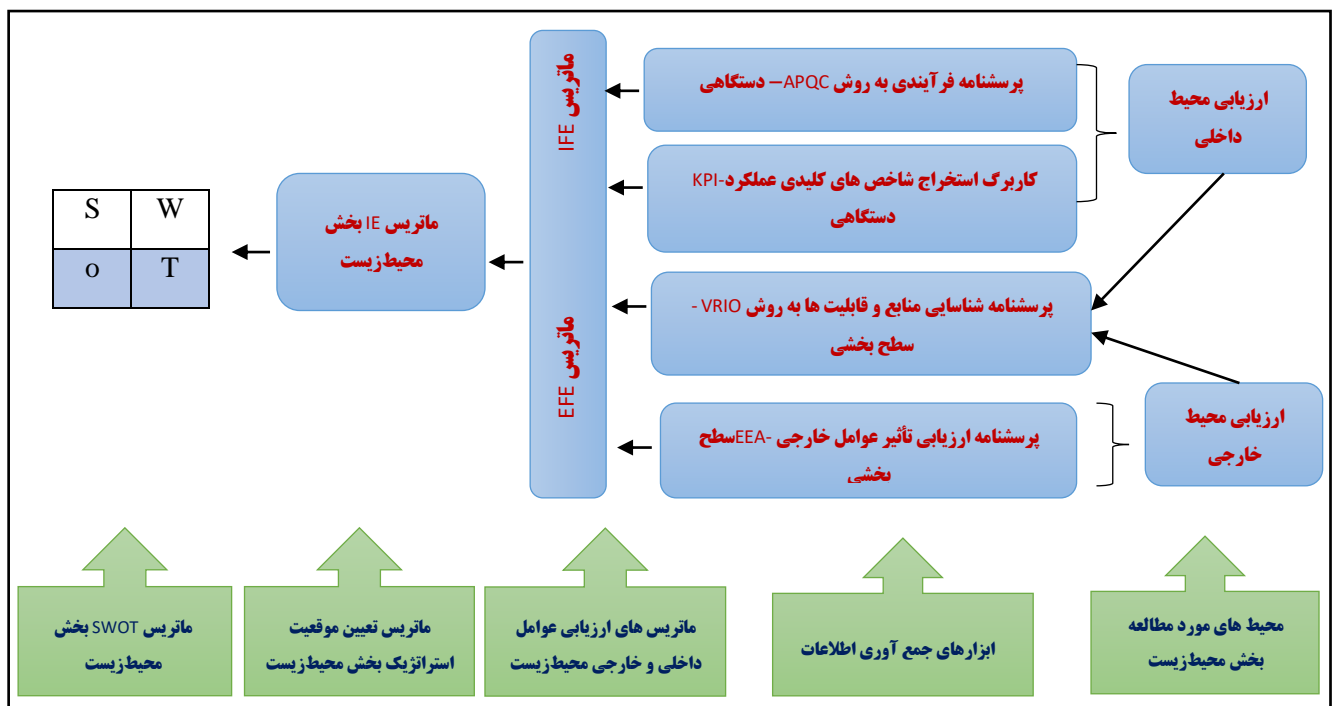 ارزیابی محیط
داخلی
ارزیابی محیط
خارجی
پرسشنامه فرآیندی به روش APQC– دستگاهی
کاربرگ استخراج شاخص های کلیدی عملکرد-KPI
دستگاهی
پرسشنامه شناسایی منابع و قابلیت ها به روش VRIO -
سطح بخشی
پرسشنامه ارزیابی تأثیر عوامل خارجی -EEAسطح
بخشی
ماتریس IFE
ماتریس EFE
ماتریس IE بخش
محیط‌زیست
S W
o T
محیط های مورد مطالعه
بخش محیط‌زیست
ابزارهای جمع آوری اطلاعات
ماتریس های ارزیابی عوامل
داخلی و خارجی محیط‌زیست
ماتریس تعیین موقعیت
استراتژیک بخش محیط‌زیست
ماتریس SWOT بخش
محیط‌زیست